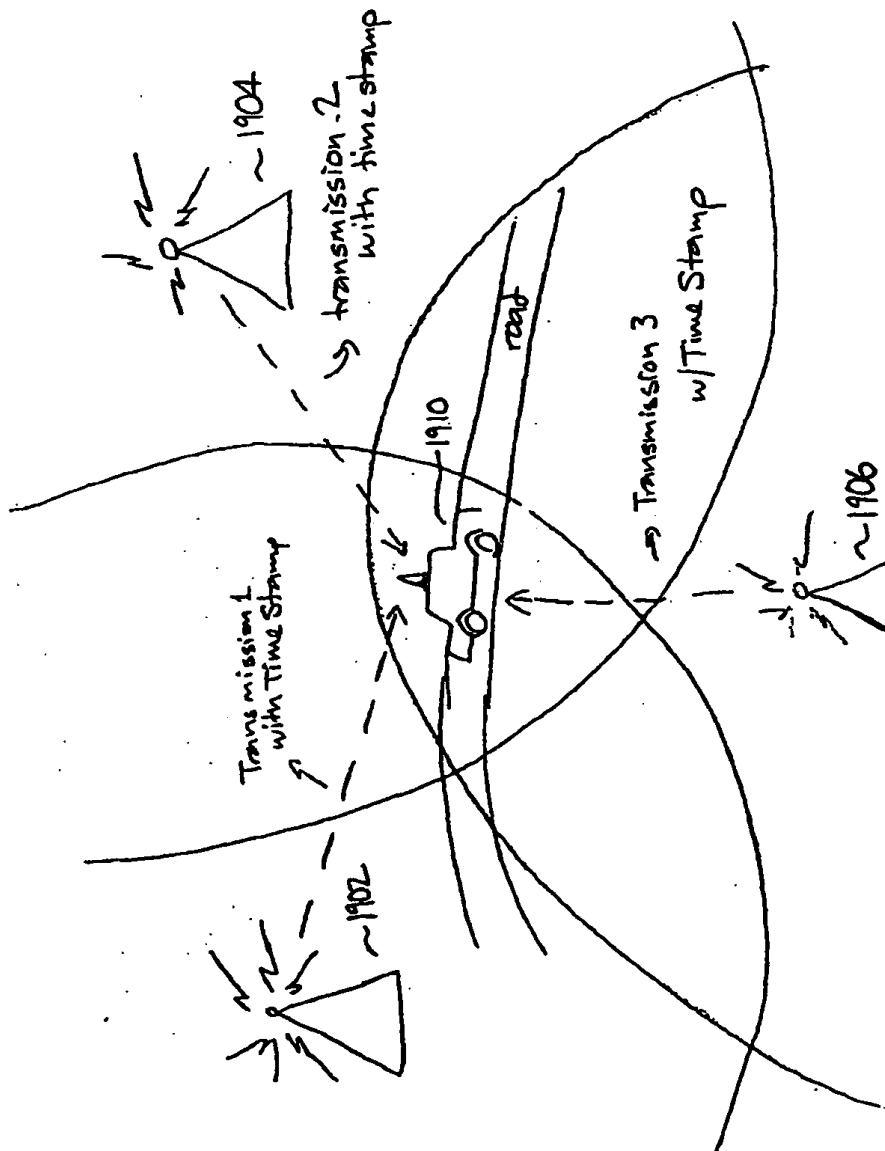 ~1904
transmission 2
with time stamp
Transmission 1
with Time Stamp
~1902
1910
road
Transmission 3
w/Time Stamp
~1906